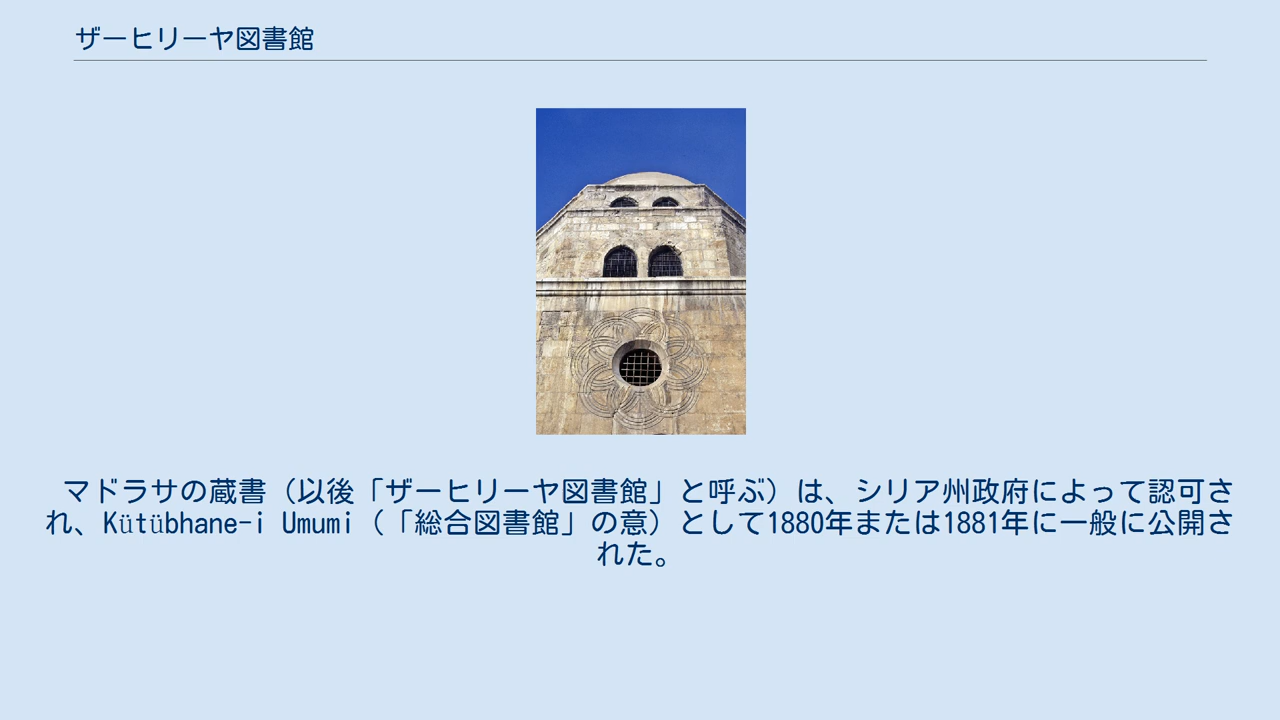 ザーヒリーヤ図書館
マドラサの蔵書（以後「ザーヒリーヤ図書館」と呼ぶ）は、シリア州政府によって認可さ
れ、Kütübhane-i Umumi（「総合図書館」の意）として1880年または1881年に一般に公開さ
れた。